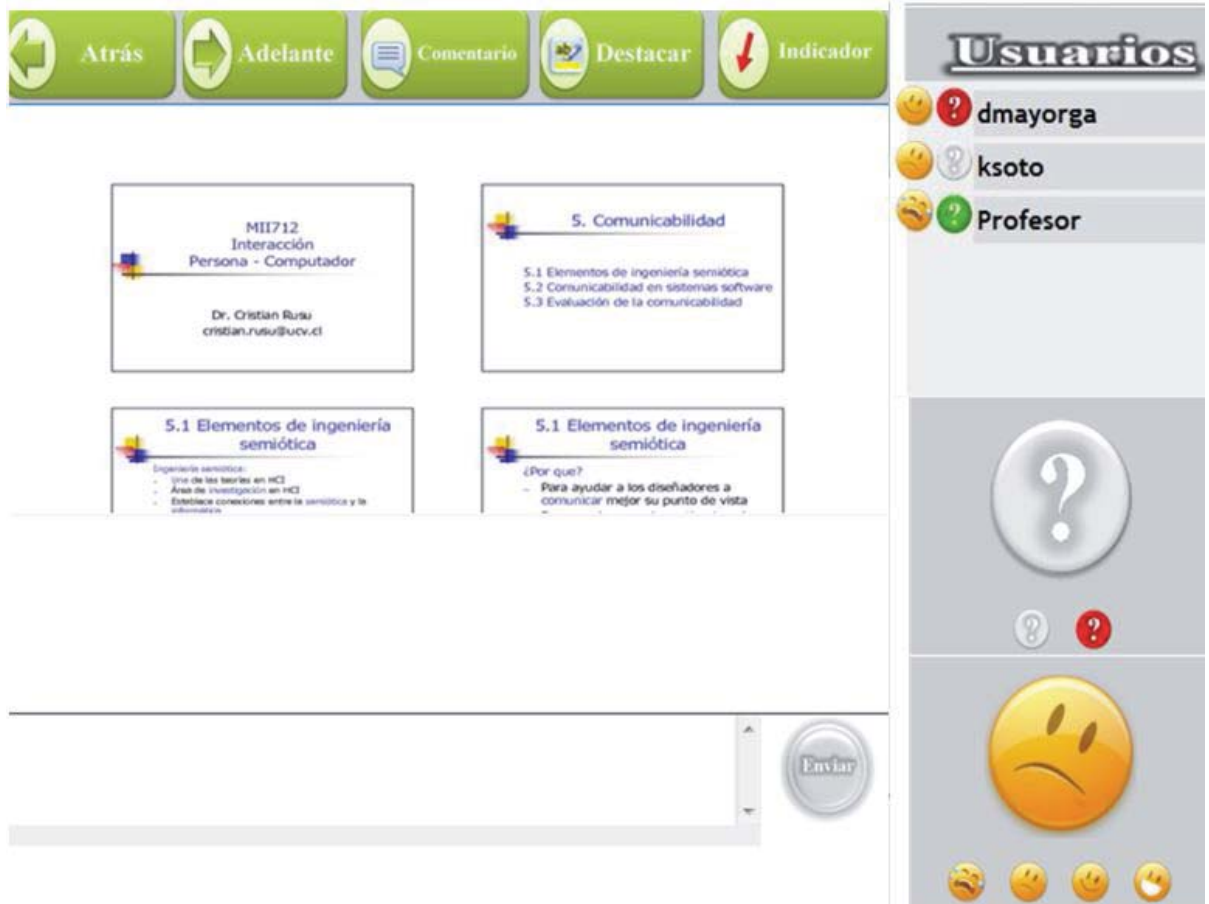 Atrás
Adelante
Comentario
Destacar
Indicador
Usuarios
dmayorga
ksoto
Profesor
MII712
Interacción
Persona - Computador
Dr. Cristian Rusu
cristian.rusu@ucv.cl
5. Comunicabilidad
5.1 Elementos de ingeniería semiótica
5.2 Comunicabilidad en sistemas software
5.3 Evaluación de la comunicabilidad
5.1 Elementos de ingeniería
semiótica
Ingeniería semiótica:
- Una de las teorías en HCI
- Área de investigación en HCI
- Establece conexiones entre la semiótica y la
informática
5.1 Elementos de ingeniería
semiótica
¿Por que?
– Para ayudar a los diseñadores a
comunicar mejor su punto de vista
Enviar